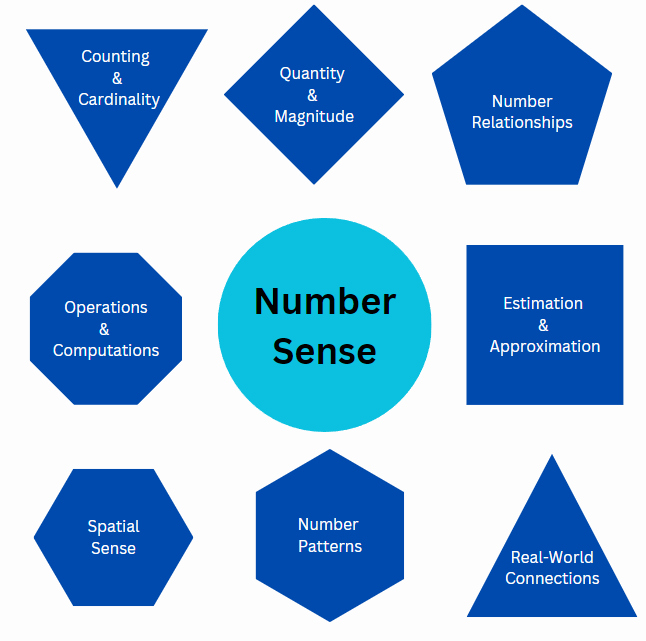 Counting
&
Cardinality
Quantity
&
Magnitude
Number
Relationships
Operations
&
Computations
Number
Sense
Estimation
&
Approximation
Spatial
Sense
Number
Patterns
Real-World
Connections